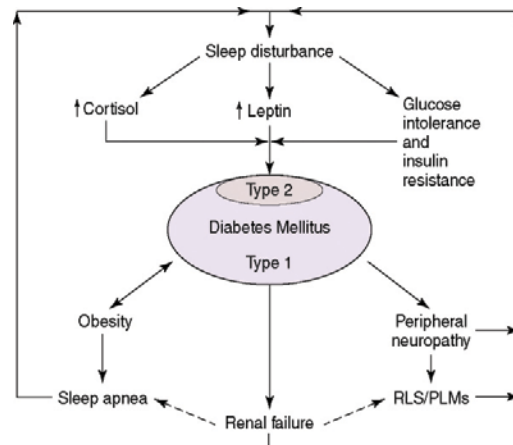 Sleep disturbance
↑Cortisol
↑Leptin
Glucose
intolerance
and
insulin
resistance
Type 2
Diabetes Mellitus
Type 1
Obesity
Peripheral
neuropathy
Sleep apnea
Renal failure
RLS/PLMs